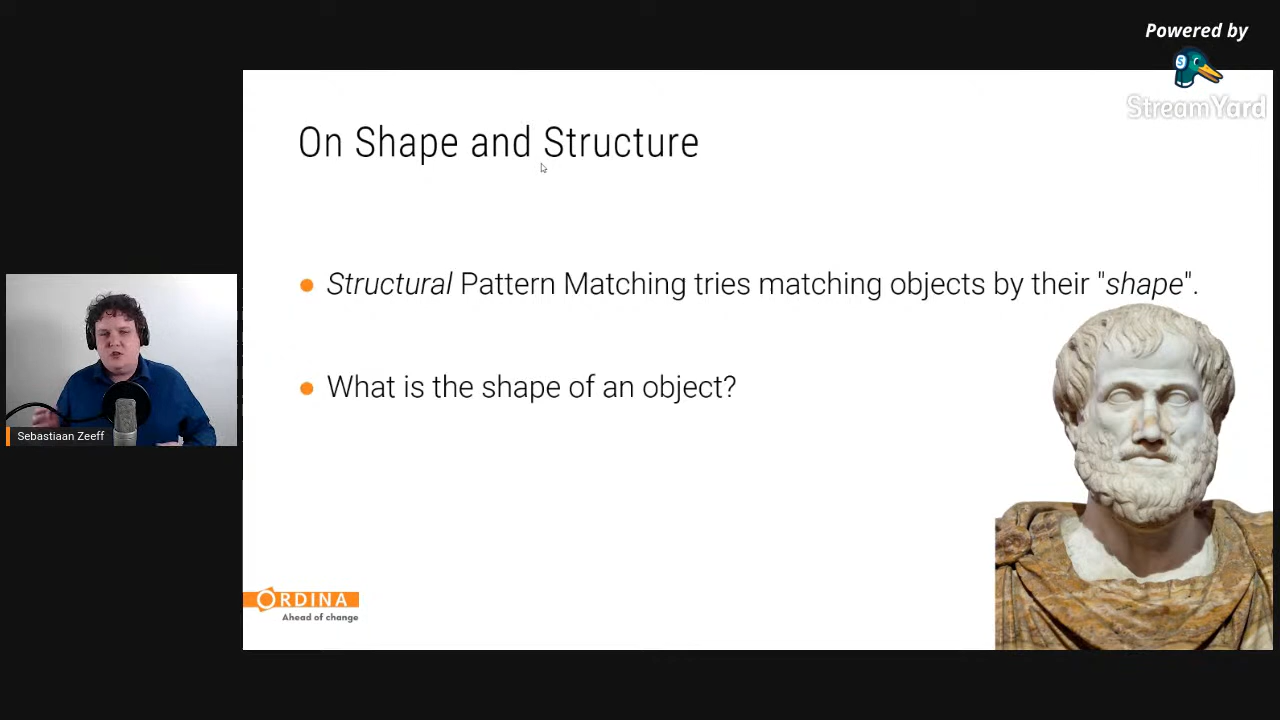 Powered by
StreamYard
On Shape and Structure
Structural Pattern Matching tries matching objects by their "shape".
What is the shape of an object?
Sebastiaan Zeeff
ORDINA
Ahead of change